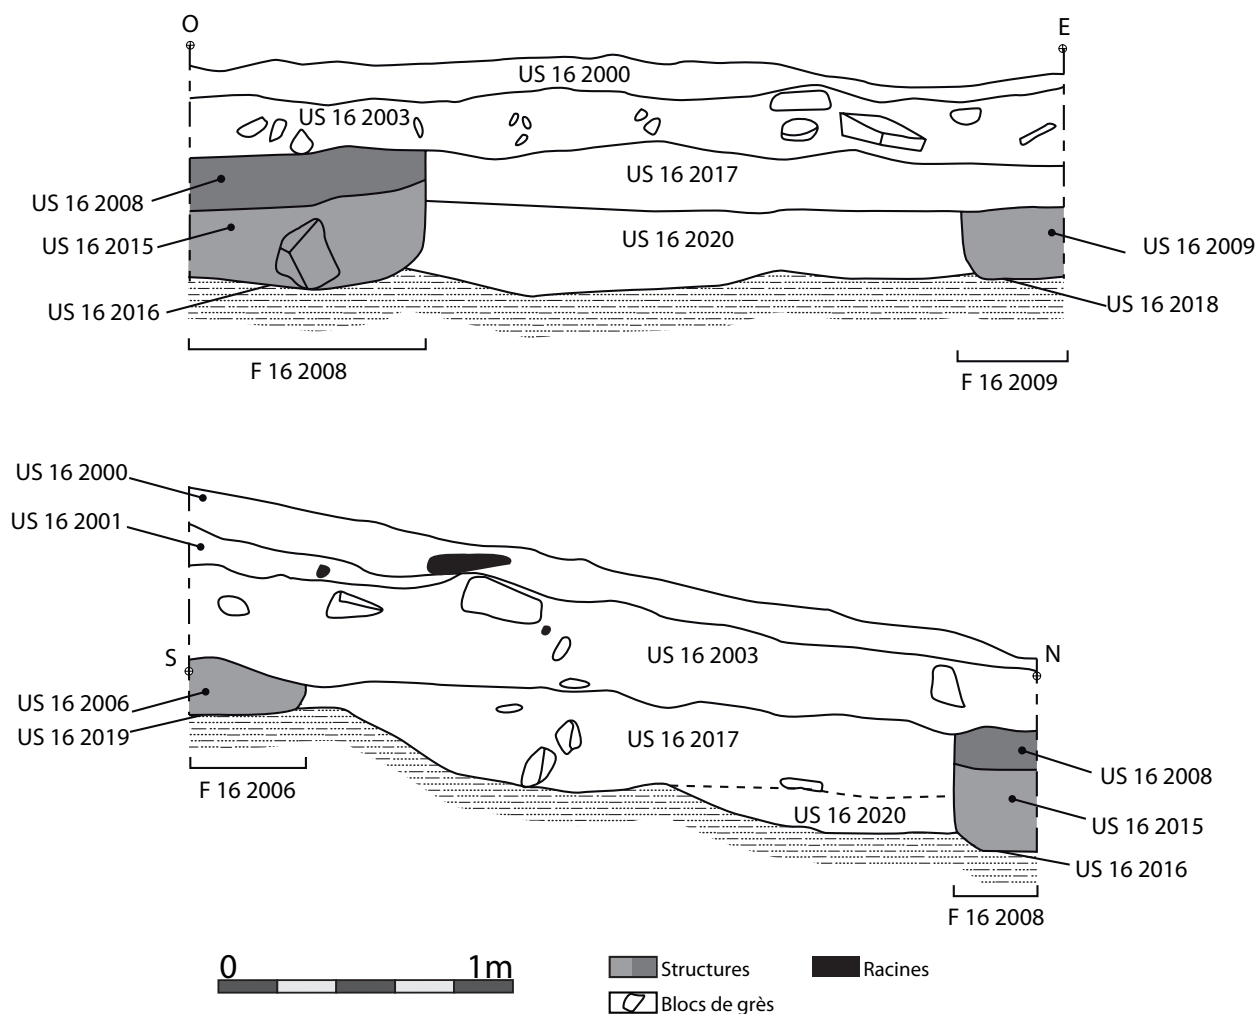 O
E
US 16 2000
US 16 2003
US 16 2017
US 16 2008
US 16 2015
US 16 2020
US 16 2009
US 16 2016
US 16 2018
F 16 2008
F 16 2009
US 16 2000
US 16 2001
S
N
US 16 2003
US 16 2006
US 16 2019
US 16 2017
F 16 2006
US 16 2008
US 16 2020
US 16 2015
US 16 2016
F 16 2008
0 1m
Structures
Racines
Blocs de grès